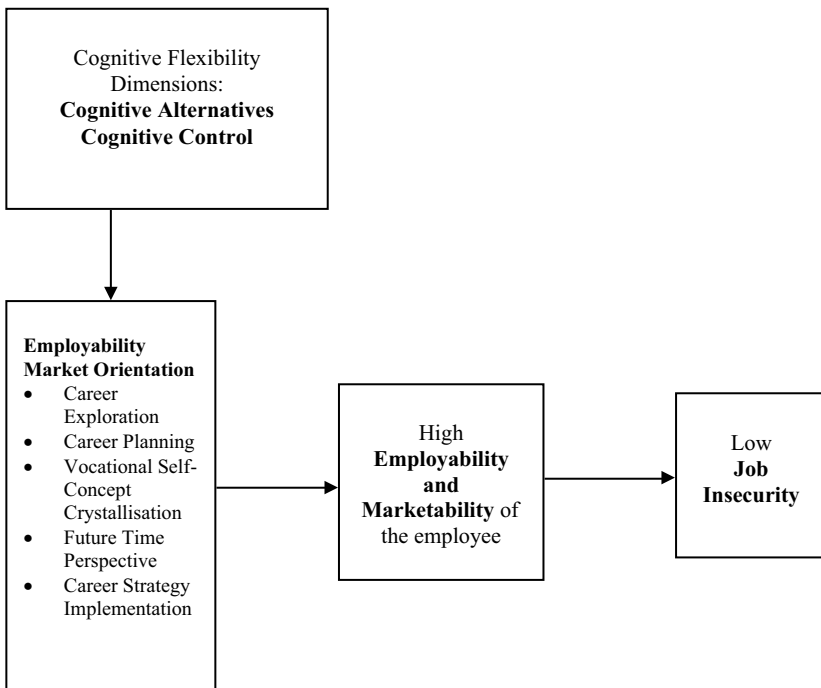 Cognitive Flexibility
Dimensions:
Cognitive Alternatives
Cognitive Control
Employability
Market Orientation
• Career
Exploration
• Career Planning
• Vocational Self-
Concept
Crystallisation
• Future Time
Perspective
• Career Strategy
Implementation
High
Employability
and
Marketability of
the employee
Low
Job
Insecurity